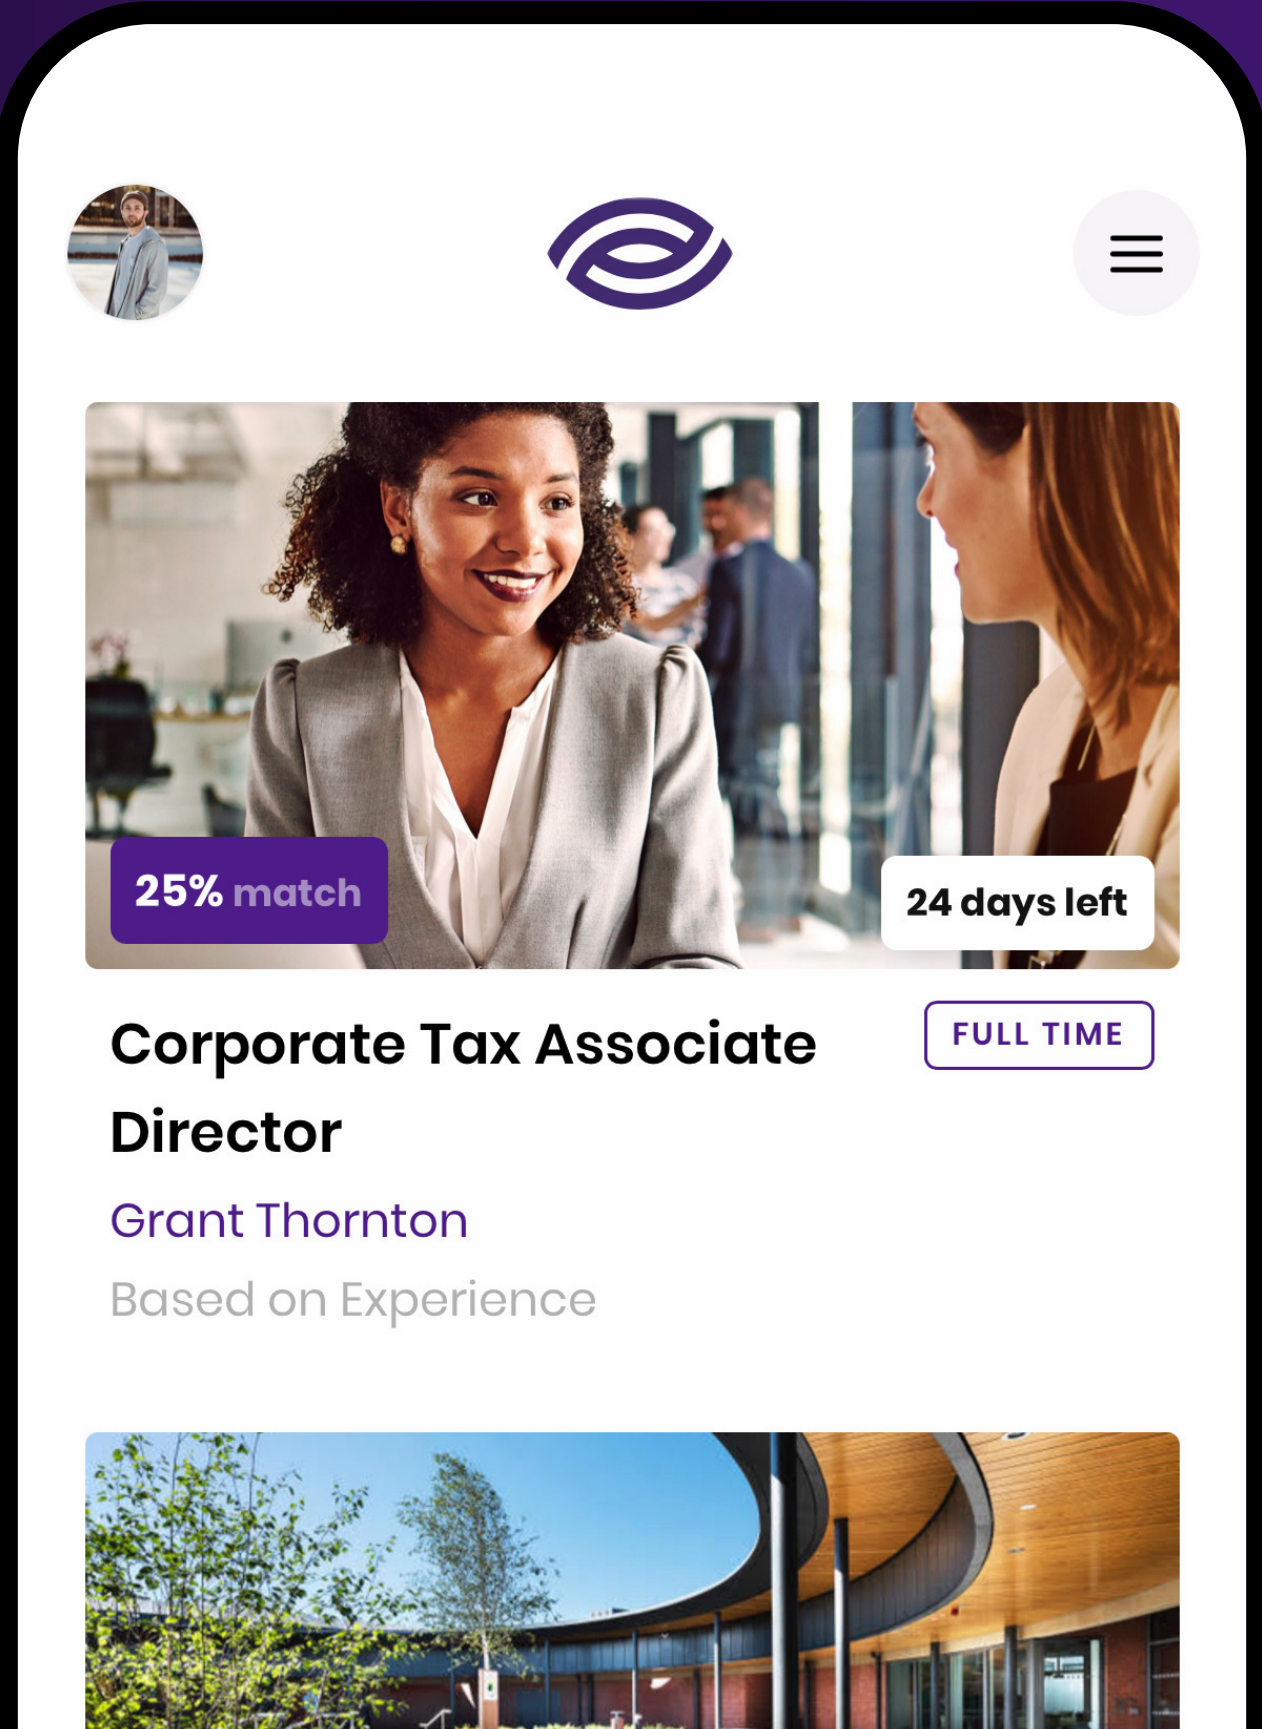 25% match
24 days left
Corporate Tax Associate
Director
FULL TIME
Grant Thornton
Based on Experience